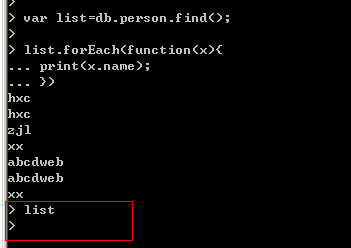 >
> var list=db.person.find();
>
> list.forEach(function(x){
... print(x.name);
... })
hxc
hxc
zjl
xx
abcdweb
abcdweb
xx
> list
>